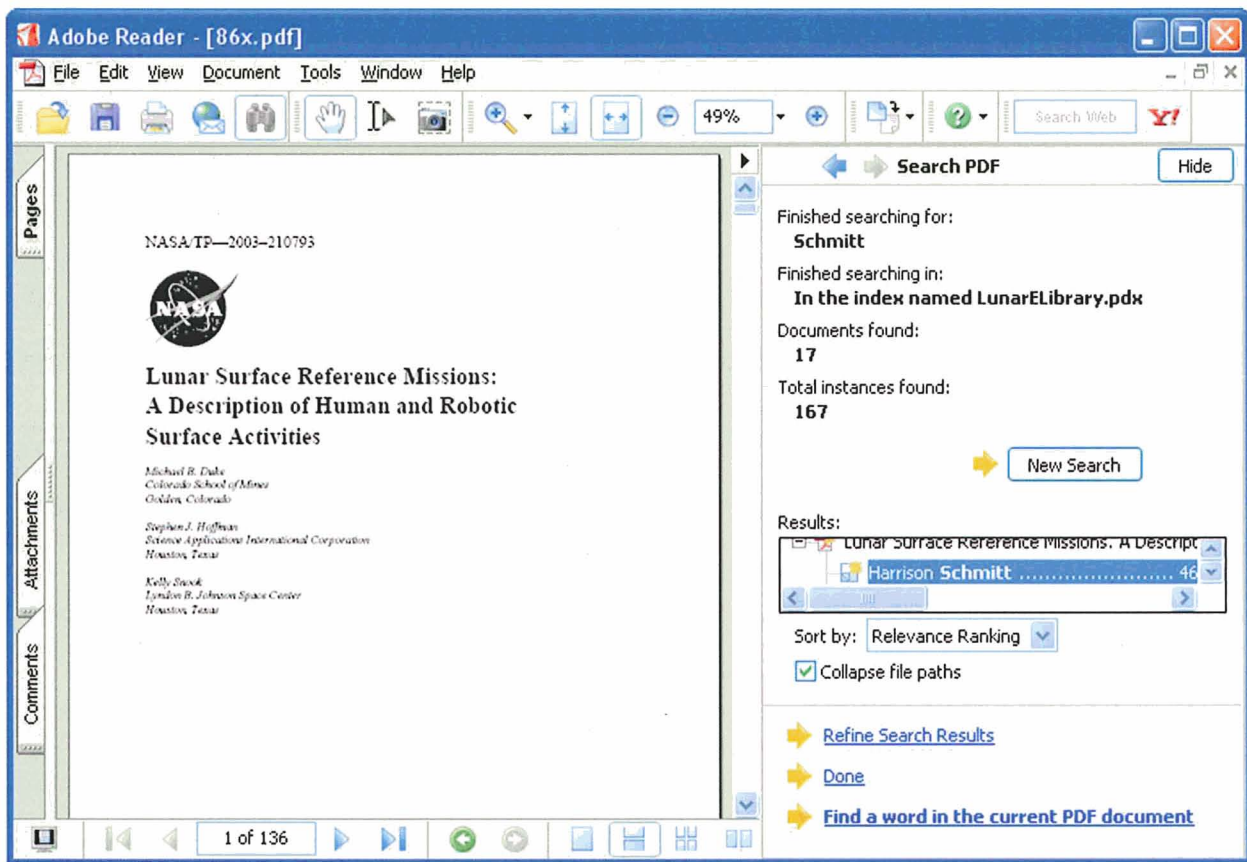 Adobe Reader - [86x.pdf]
File Edit View Document Tools Window Help
49%
Search Web Y!
Pages
Attachments
Comments
NASA/TP—2003–210793
NASA
Lunar Surface Reference Missions:
A Description of Human and Robotic
Surface Activities
Michael B. Duke
Colorado School of Mines
Golden, Colorado
Stephen J. Hoffman
Science Applications International Corporation
Houston, Texas
Kelly Snook
Lyndon B. Johnson Space Center
Houston, Texas
1 of 136
Search PDF
Hide
Finished searching for:
Schmitt
Finished searching in:
In the index named LunarELibrary.pdx
Documents found:
17
Total instances found:
167
New Search
Results:
Lunar Surface Reference Missions: A Descript
Harrison Schmitt ........................ 46
Sort by: Relevance Ranking
Collapse file paths
Refine Search Results
Done
Find a word in the current PDF document